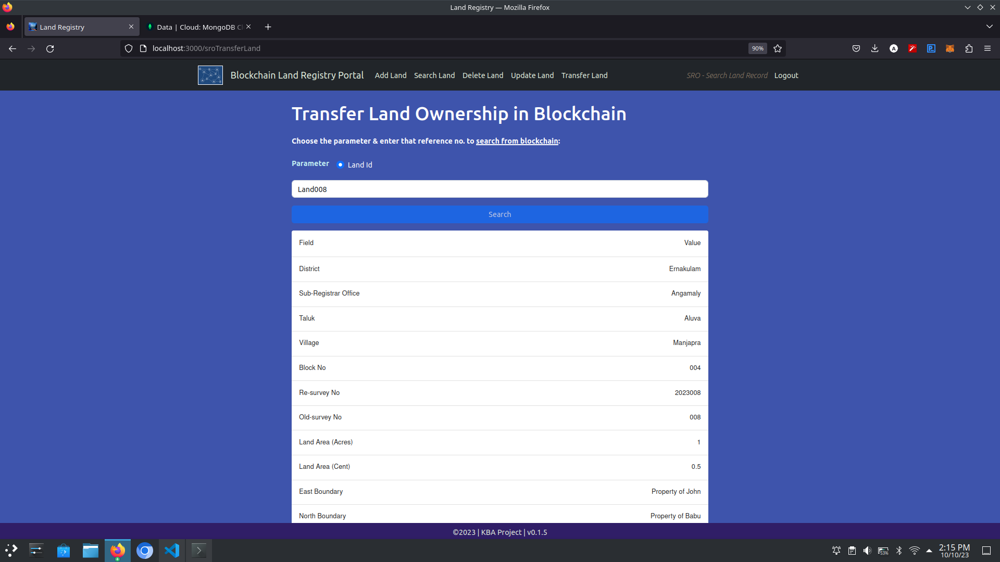 Land Registry — Mozilla Firefox
Land Registry
Data | Cloud: MongoDB Cl
localhost:3000/sroTransferLand
90%
Blockchain Land Registry Portal
Add Land Search Land Delete Land Update Land Transfer Land
SRO - Search Land Record Logout
Transfer Land Ownership in Blockchain
Choose the parameter & enter that reference no. to search from blockchain:
Parameter Land Id
Land008
Search
Field Value
District Ernakulam
Sub-Registrar Office Angamaly
Taluk Aluva
Village Manjapra
Block No 004
Re-survey No 2023008
Old-survey No 008
Land Area (Acres) 1
Land Area (Cent) 0.5
East Boundary Property of John
North Boundary Property of Babu
©2023 | KBA Project | v0.1.5
53%
2:15 PM
10/10/23